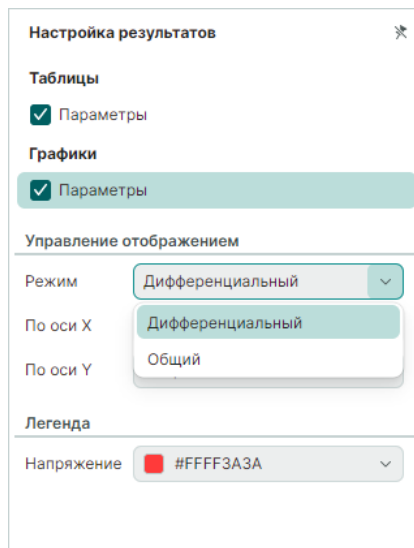 Настройка результатов
Таблицы
Параметры
Графики
Параметры
Управление отображением
Режим Дифференциальный
По оси X
Дифференциальный
Общий
По оси Y
Легенда
Напряжение #FFFF3A3A